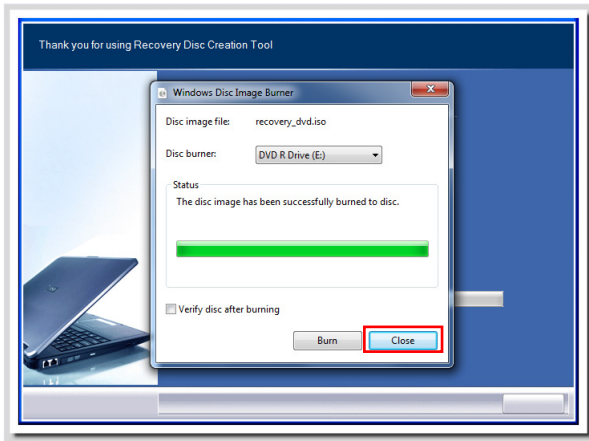 Thank you for using Recovery Disc Creation Tool
Windows Disc Image Burner
Disc image file: recovery_dvd.iso
Disc burner: DVD R Drive (E:)
Status
The disc image has been successfully burned to disc.
Verify disc after burning
Burn Close